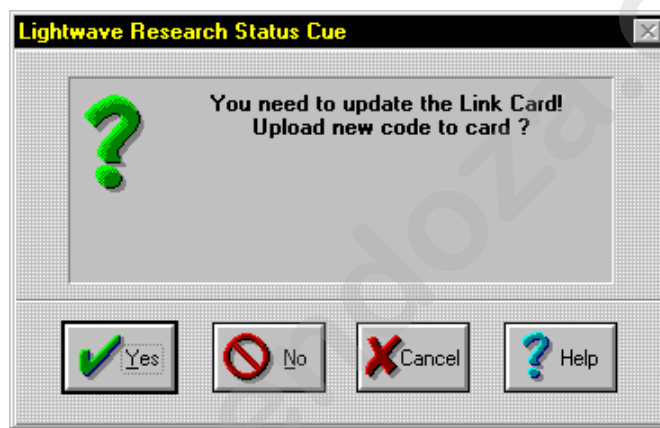 Lightwave Research Status Cue
You need to update the Link Card!
Upload new code to card ?
Yes
No
Cancel
Help